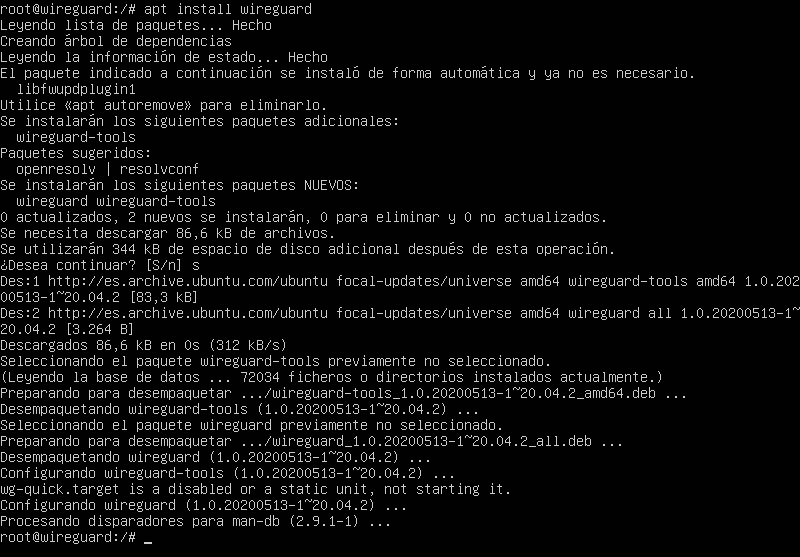 root@wireguard:/# apt install wireguard
Leyendo lista de paquetes... Hecho
Creando árbol de dependencias
Leyendo la información de estado... Hecho
El paquete indicado a continuación se instaló de forma automática y ya no es necesario.
  libfwupdplugin1
Utilice «apt autoremove» para eliminarlo.
Se instalarán los siguientes paquetes adicionales:
  wireguard-tools
Paquetes sugeridos:
  openresolv | resolvconf
Se instalarán los siguientes paquetes NUEVOS:
  wireguard wireguard-tools
0 actualizados, 2 nuevos se instalarán, 0 para eliminar y 0 no actualizados.
Se necesita descargar 86,6 kB de archivos.
Se utilizarán 344 kB de espacio de disco adicional después de esta operación.
¿Desea continuar? [S/n] s
Des:1 http://es.archive.ubuntu.com/ubuntu focal-updates/universe amd64 wireguard-tools amd64 1.0.202
00513-1~20.04.2 [83,3 kB]
Des:2 http://es.archive.ubuntu.com/ubuntu focal-updates/universe amd64 wireguard all 1.0.20200513-1~
20.04.2 [3.264 B]
Descargados 86,6 kB en 0s (312 kB/s)
Seleccionando el paquete wireguard-tools previamente no seleccionado.
(Leyendo la base de datos ... 72034 ficheros o directorios instalados actualmente.)
Preparando para desempaquetar .../wireguard-tools_1.0.20200513-1~20.04.2_amd64.deb ...
Desempaquetando wireguard-tools (1.0.20200513-1~20.04.2) ...
Seleccionando el paquete wireguard previamente no seleccionado.
Preparando para desempaquetar .../wireguard_1.0.20200513-1~20.04.2_all.deb ...
Desempaquetando wireguard (1.0.20200513-1~20.04.2) ...
Configurando wireguard-tools (1.0.20200513-1~20.04.2) ...
wg-quick.target is a disabled or a static unit, not starting it.
Configurando wireguard (1.0.20200513-1~20.04.2) ...
Procesando disparadores para man-db (2.9.1-1) ...
root@wireguard:/# _